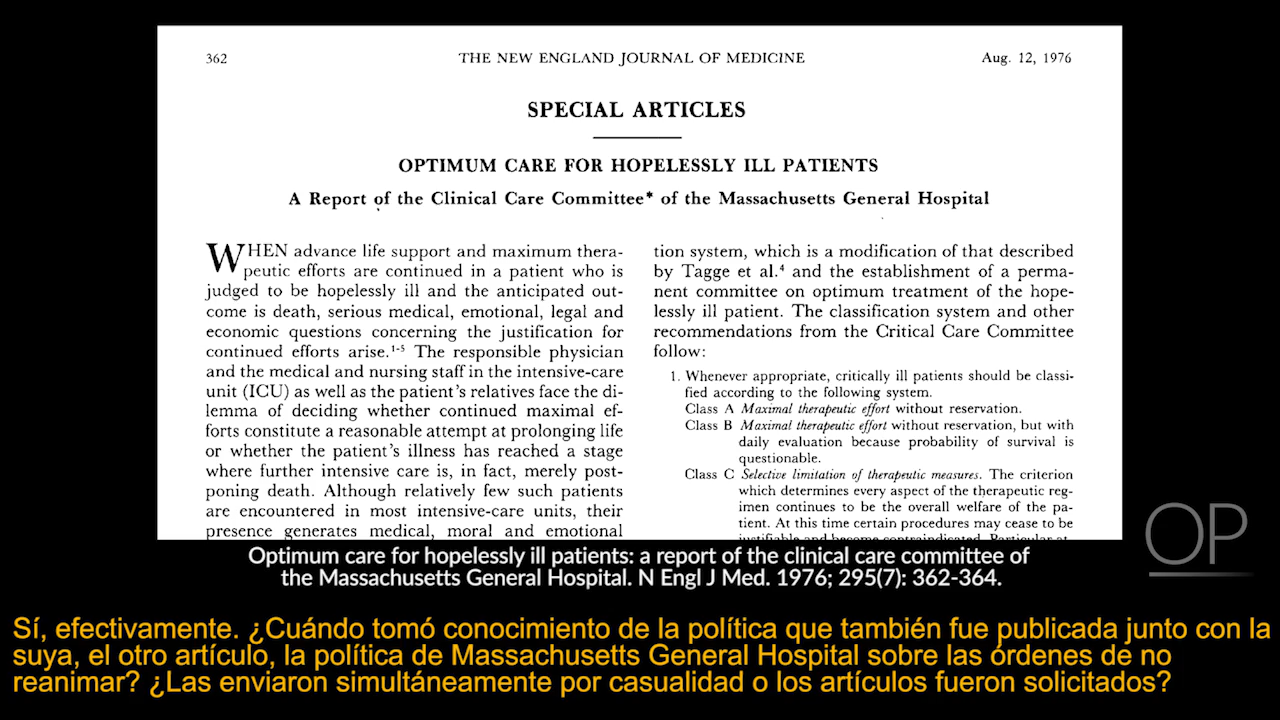 362 THE NEW ENGLAND JOURNAL OF MEDICINE Aug. 12, 1976
SPECIAL ARTICLES
OPTIMUM CARE FOR HOPELESSLY ILL PATIENTS
A Report of the Clinical Care Committee* of the Massachusetts General Hospital
WHEN advance life support and maximum thera-
peutic efforts are continued in a patient who is
judged to be hopelessly ill and the anticipated out-
come is death, serious medical, emotional, legal and
economic questions concerning the justification for
continued efforts arise.¹⁻⁵ The responsible physician
and the medical and nursing staff in the intensive-care
unit (ICU) as well as the patient's relatives face the di-
lemma of deciding whether continued maximal ef-
forts constitute a reasonable attempt at prolonging life
or whether the patient's illness has reached a stage
where further intensive care is, in fact, merely post-
poning death. Although relatively few such patients
are encountered in most intensive-care units, their
presence generates medical, moral and emotional
tion system, which is a modification of that described
by Tagge et al.⁴ and the establishment of a perma-
nent committee on optimum treatment of the hope-
lessly ill patient. The classification system and other
recommendations from the Critical Care Committee
follow:
1. Whenever appropriate, critically ill patients should be classi-
fied according to the following system.
Class A Maximal therapeutic effort without reservation.
Class B Maximal therapeutic effort without reservation, but with
daily evaluation because probability of survival is
questionable.
Class C Selective limitation of therapeutic measures. The criterion
which determines every aspect of the therapeutic reg-
imen continues to be the overall welfare of the pa-
tient. At this time certain procedures may cease to be
justifiable and become contraindicated. Particular at-
OP
Optimum care for hopelessly ill patients: a report of the clinical care committee of
the Massachusetts General Hospital. N Engl J Med. 1976; 295(7): 362-364.
Sí, efectivamente. ¿Cuándo tomó conocimiento de la política que también fue publicada junto con la
suya, el otro artículo, la política de Massachusetts General Hospital sobre las órdenes de no
reanimar? ¿Las enviaron simultáneamente por casualidad o los artículos fueron solicitados?